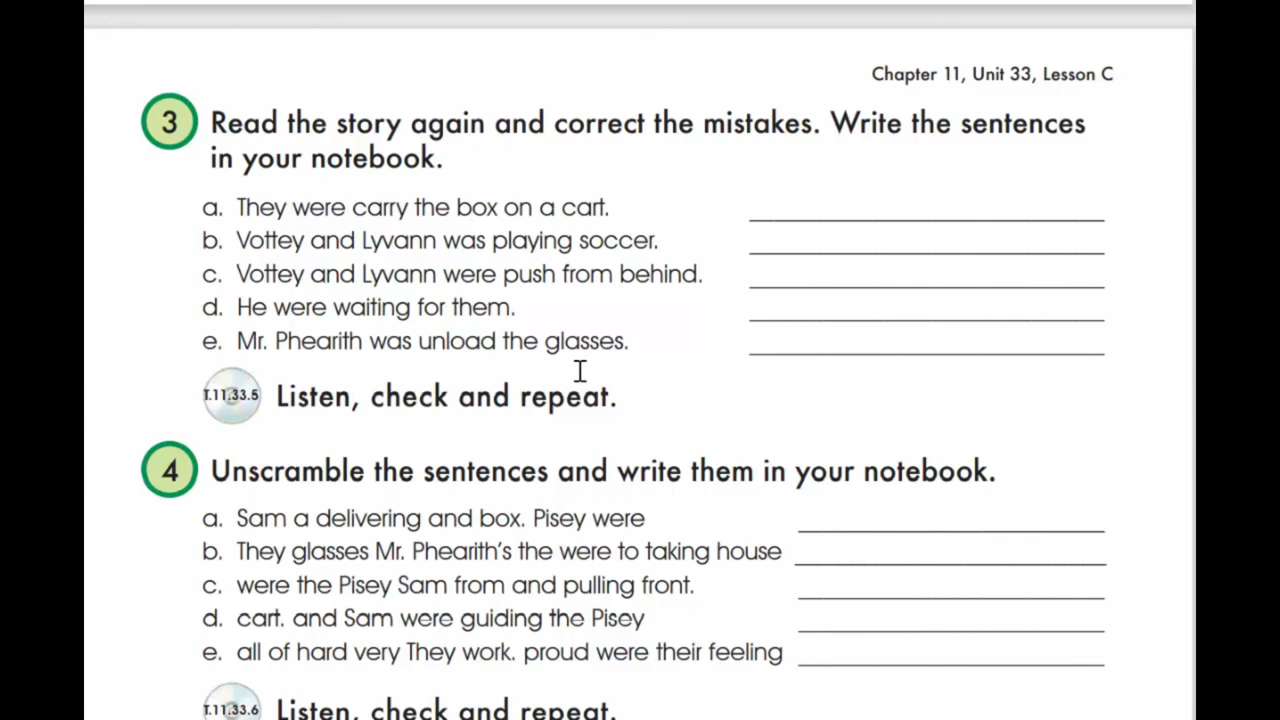 Chapter 11, Unit 33, Lesson C
3 Read the story again and correct the mistakes. Write the sentences
in your notebook.
a. They were carry the box on a cart.
b. Vottey and Lyvann was playing soccer.
c. Vottey and Lyvann were push from behind.
d. He were waiting for them.
e. Mr. Phearith was unload the glasses.
T.11.33.5 Listen, check and repeat.
4 Unscramble the sentences and write them in your notebook.
a. Sam a delivering and box. Pisey were
b. They glasses Mr. Phearith's the were to taking house
c. were the Pisey Sam from and pulling front.
d. cart. and Sam were guiding the Pisey
e. all of hard very They work. proud were their feeling
T.11.33.6 Listen, check and repeat.